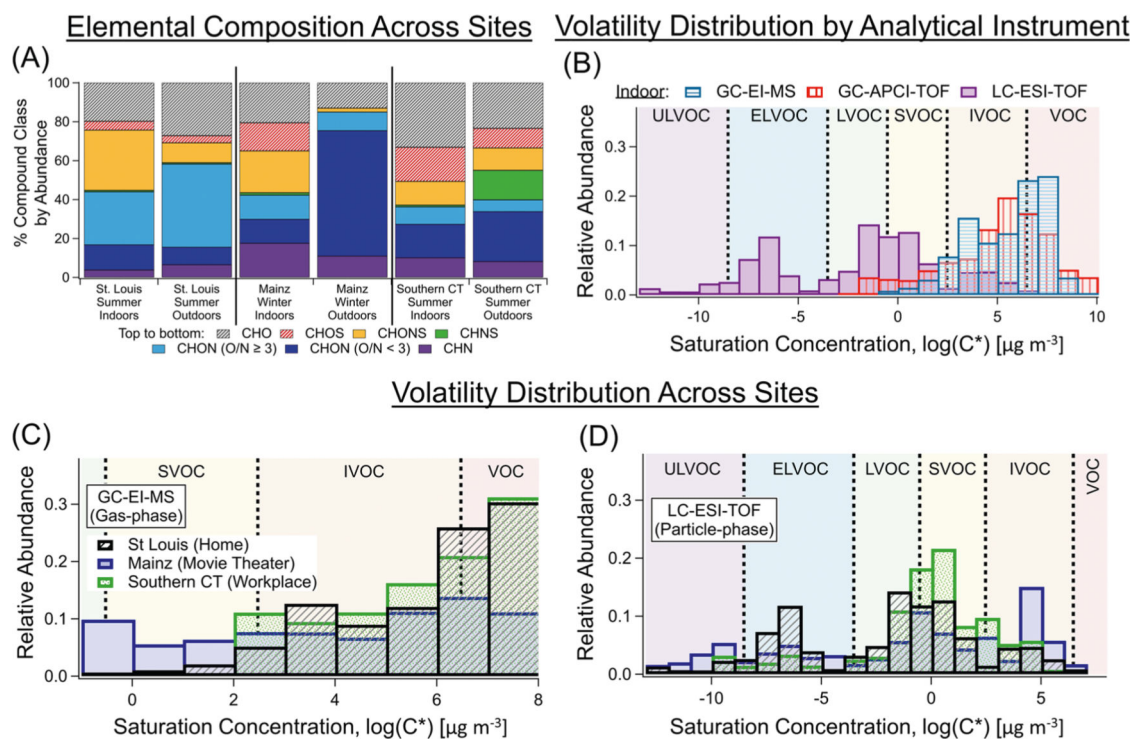 Elemental Composition Across Sites
Volatility Distribution by Analytical Instrument
(A)
% Compound Class
by Abundance
100
80
60
40
20
0
St. Louis
Summer
Indoors
St. Louis
Summer
Outdoors
Mainz
Winter
Indoors
Mainz
Winter
Outdoors
Southern CT
Summer
Indoors
Southern CT
Summer
Outdoors
Top to bottom: CHO CHOS CHONS CHNS
CHON (O/N ≥ 3) CHON (O/N < 3) CHN
(B)
Indoor: GC-EI-MS GC-APCI-TOF LC-ESI-TOF
ULVOC ELVOC LVOC SVOC IVOC VOC
Relative Abundance
0.3
0.2
0.1
0.0
-10 -5 0 5 10
Saturation Concentration, log(C*) [µg m-3]
Volatility Distribution Across Sites
(C)
SVOC IVOC VOC
GC-EI-MS
(Gas-phase)
St Louis (Home)
Mainz (Movie Theater)
Southern CT (Workplace)
Relative Abundance
0.3
0.2
0.1
0.0
0 2 4 6 8
Saturation Concentration, log(C*) [µg m-3]
(D)
ULVOC ELVOC LVOC SVOC IVOC VOC
LC-ESI-TOF
(Particle-phase)
Relative Abundance
0.3
0.2
0.1
0.0
-10 -5 0 5
Saturation Concentration, log(C*) [µg m-3]